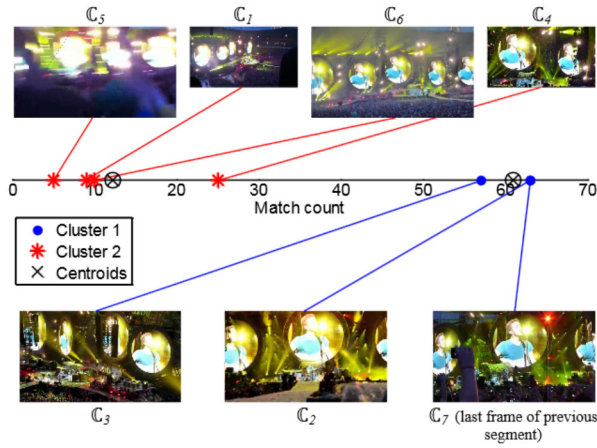 ℂ5 ℂ1 ℂ6 ℂ4
0 10 20 30 40 50 60 70
Match count
Cluster 1
Cluster 2
Centroids
ℂ3 ℂ2 ℂ7 (last frame of previous
segment)